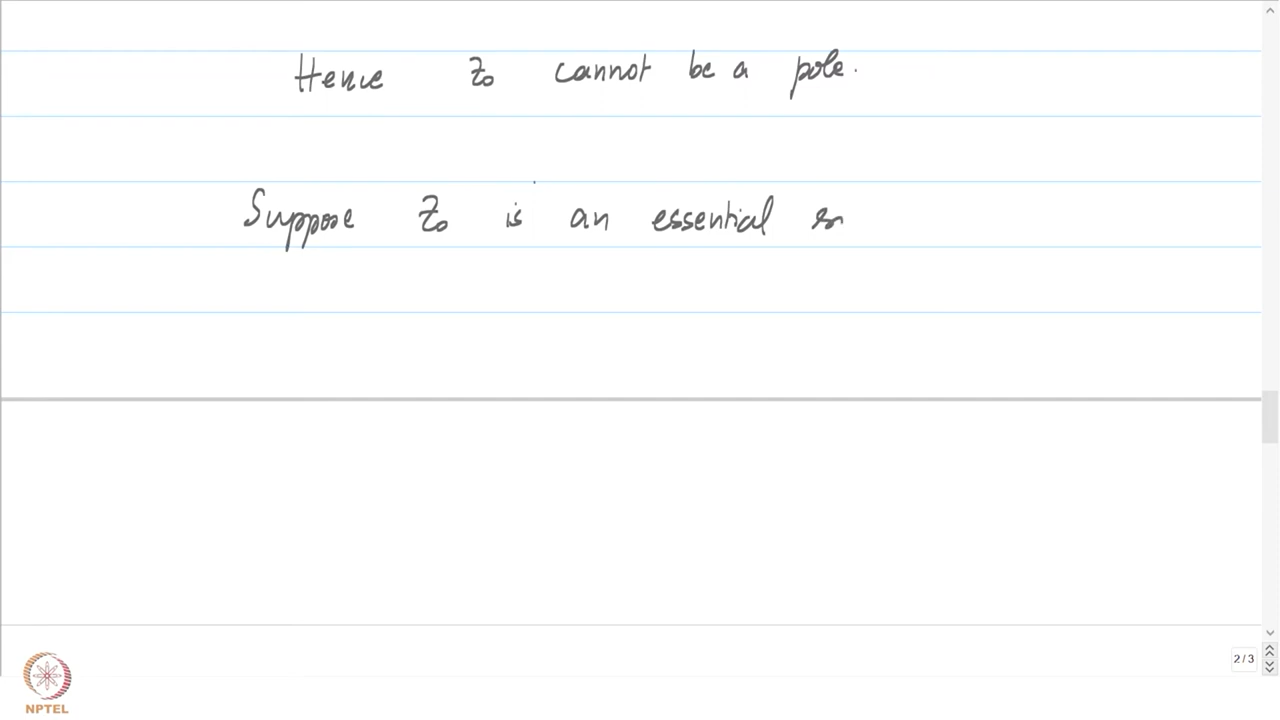 Hence z₀ cannot be a pole.
Suppose z₀ is an essential
2/3
NPTEL